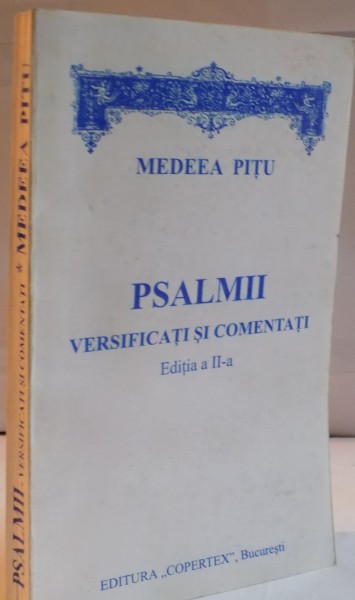 MEDEEA PIȚU
PSALMII
VERSIFICAȚI ȘI COMENTAȚI
Ediția a II-a
EDITURA „COPERTEX”, București
PSALMII VERSIFICAȚI ȘI COMENTAȚI * MEDEEA PIȚU